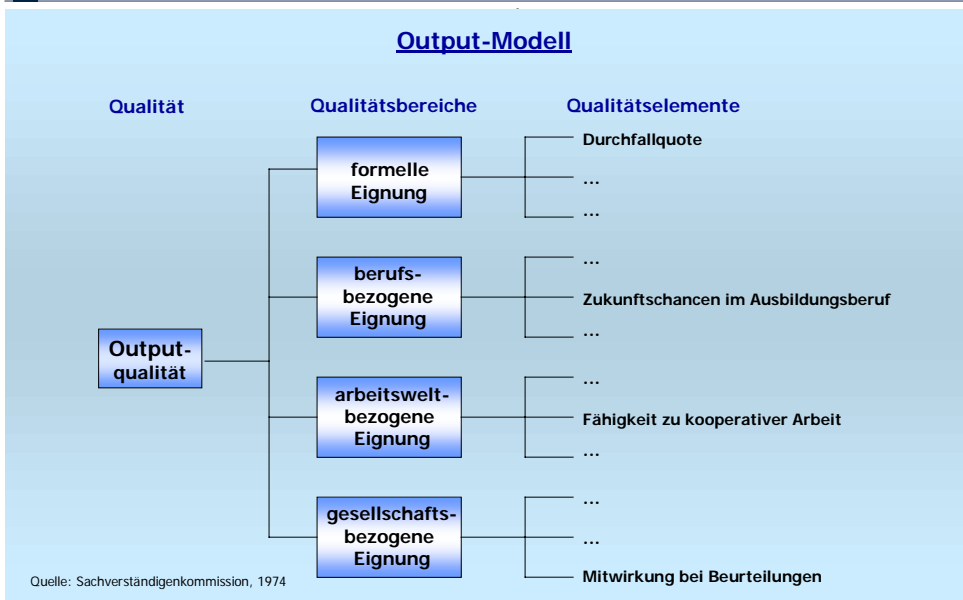 Output-Modell
Qualität
Qualitätsbereiche
Qualitätselemente
Output-
qualität
formelle
Eignung
Durchfallquote
...
...
berufs-
bezogene
Eignung
...
Zukunftschancen im Ausbildungsberuf
...
arbeitswelt-
bezogene
Eignung
...
Fähigkeit zu kooperativer Arbeit
...
gesellschafts-
bezogene
Eignung
...
...
Mitwirkung bei Beurteilungen
Quelle: Sachverständigenkommission, 1974